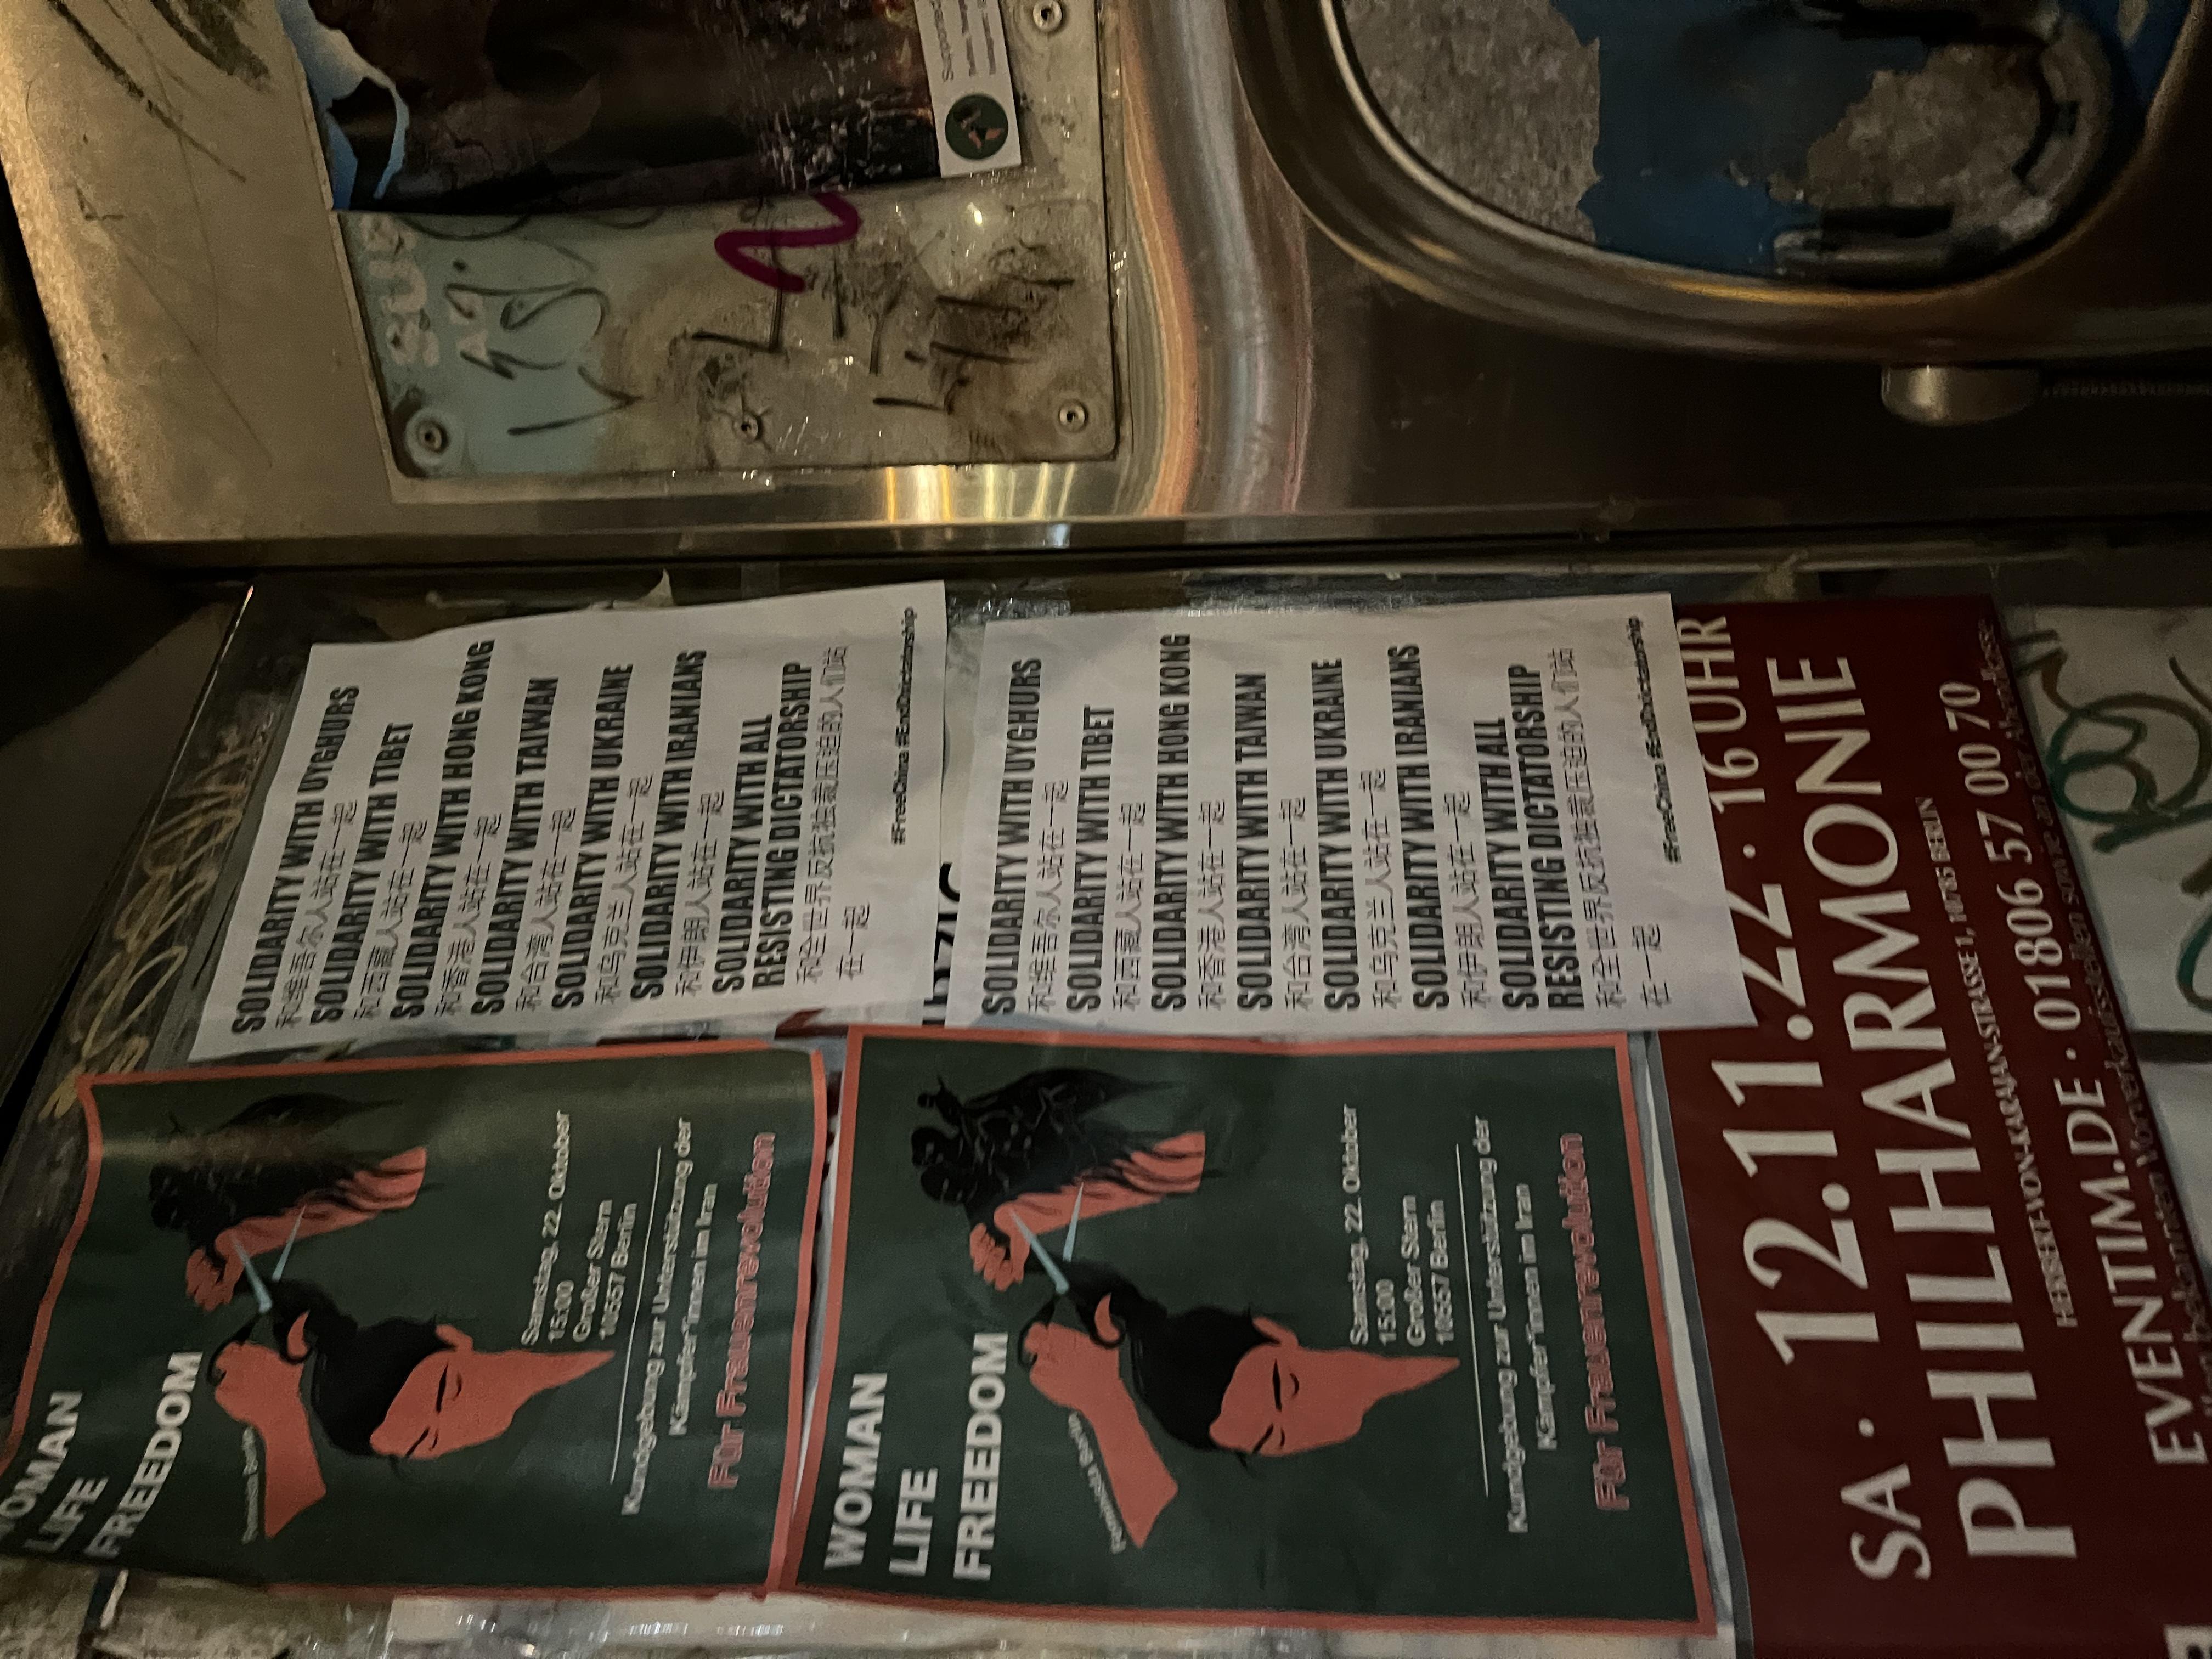 WOMAN
LIFE
FREEDOM
Samstag, 22. Oktober
15:00
Großer Stern
10557 Berlin
Kundgebung zur Unterstützung der
Kämpfer*innen im Iran
Für Frauenrevolution
SOLIDARITY WITH UYGHURS
和维吾尔人站在一起
SOLIDARITY WITH TIBET
和西藏人站在一起
SOLIDARITY WITH HONG KONG
和香港人站在一起
SOLIDARITY WITH TAIWAN
和台湾人站在一起
SOLIDARITY WITH UKRAINE
和乌克兰人站在一起
SOLIDARITY WITH IRANIANS
和伊朗人站在一起
SOLIDARITY WITH ALL
RESISTING DICTATORSHIP
和全世界反抗独裁压迫的人们站
在一起
#FreeChina #EndDictatorship
WOMAN
LIFE
FREEDOM
Feminista Berlin
Samstag, 22. Oktober
15:00
Großer Stern
10557 Berlin
Kundgebung zur Unterstützung der
Kämpfer*innen im Iran
Für Frauenrevolution
SOLIDARITY WITH UYGHURS
和维吾尔人站在一起
SOLIDARITY WITH TIBET
和西藏人站在一起
SOLIDARITY WITH HONG KONG
和香港人站在一起
SOLIDARITY WITH TAIWAN
和台湾人站在一起
SOLIDARITY WITH UKRAINE
和乌克兰人站在一起
SOLIDARITY WITH IRANIANS
和伊朗人站在一起
SOLIDARITY WITH ALL
RESISTING DICTATORSHIP
和全世界反抗独裁压迫的人们站
在一起
#FreeChina #EndDictatorship
SA · 12.11.22 · 16 UHR
PHILHARMONIE
HERBERT-VON-KARAJAN-STRASSE 1, 10785 BERLIN
EVENTIM.DE · 01806 57 00 70
bekannten Vorverkaufsstellen sowie an der